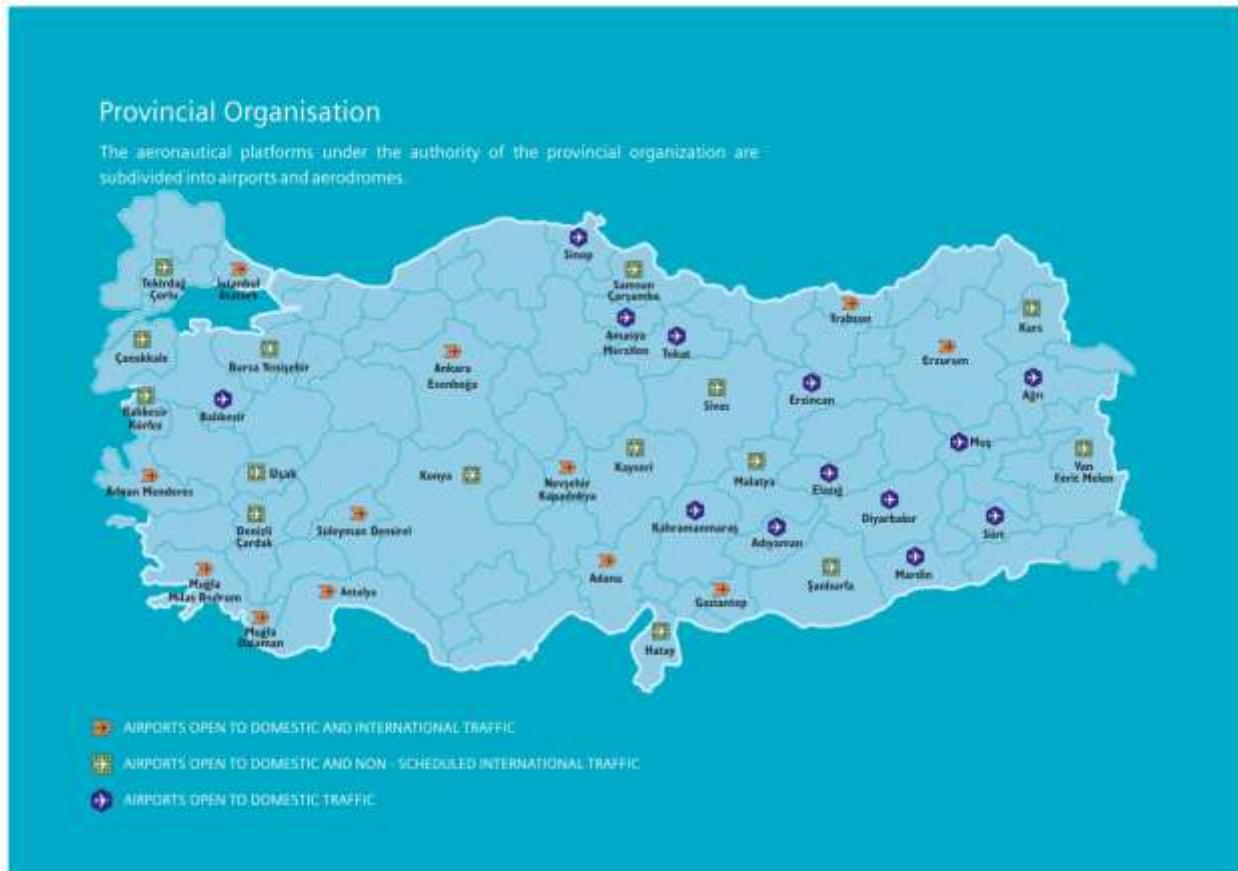 Provincial Organisation
The aeronautical platforms under the authority of the provincial organization are
subdivided into airports and aerodromes.
Sinop
Tekirdağ
Çorlu
İstanbul
Atatürk
Samsun
Çarşamba
Trabzon
Kars
Amasya
Merzifon
Tokat
Çanakkale
Bursa Yenişehir
Ankara
Esenboğa
Erzurum
Ağrı
Balıkesir
Körfez
Balıkesir
Sivas
Erzincan
Muş
Adnan Menderes
Uşak
Konya
Nevşehir
Kapadokya
Kayseri
Malatya
Elazığ
Van
Ferit Melen
Denizli
Çardak
Süleyman Demirel
Kahramanmaraş
Adıyaman
Diyarbakır
Siirt
Muğla
Milas Bodrum
Antalya
Adana
Gaziantep
Şanlıurfa
Mardin
Muğla
Dalaman
Hatay
AIRPORTS OPEN TO DOMESTIC AND INTERNATIONAL TRAFFIC
AIRPORTS OPEN TO DOMESTIC AND NON - SCHEDULED INTERNATIONAL TRAFFIC
AIRPORTS OPEN TO DOMESTIC TRAFFIC